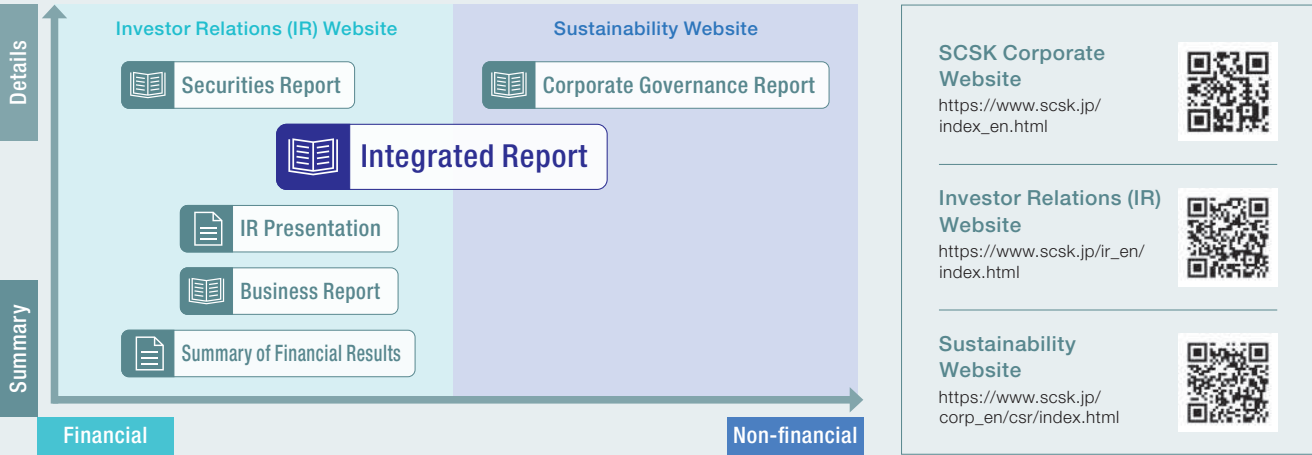 Details
Summary
Investor Relations (IR) Website
Sustainability Website
Securities Report
Corporate Governance Report
Integrated Report
IR Presentation
Business Report
Summary of Financial Results
Financial
Non-financial
SCSK Corporate
Website
https://www.scsk.jp/
index_en.html
Investor Relations (IR)
Website
https://www.scsk.jp/ir_en/
index.html
Sustainability
Website
https://www.scsk.jp/
corp_en/csr/index.html